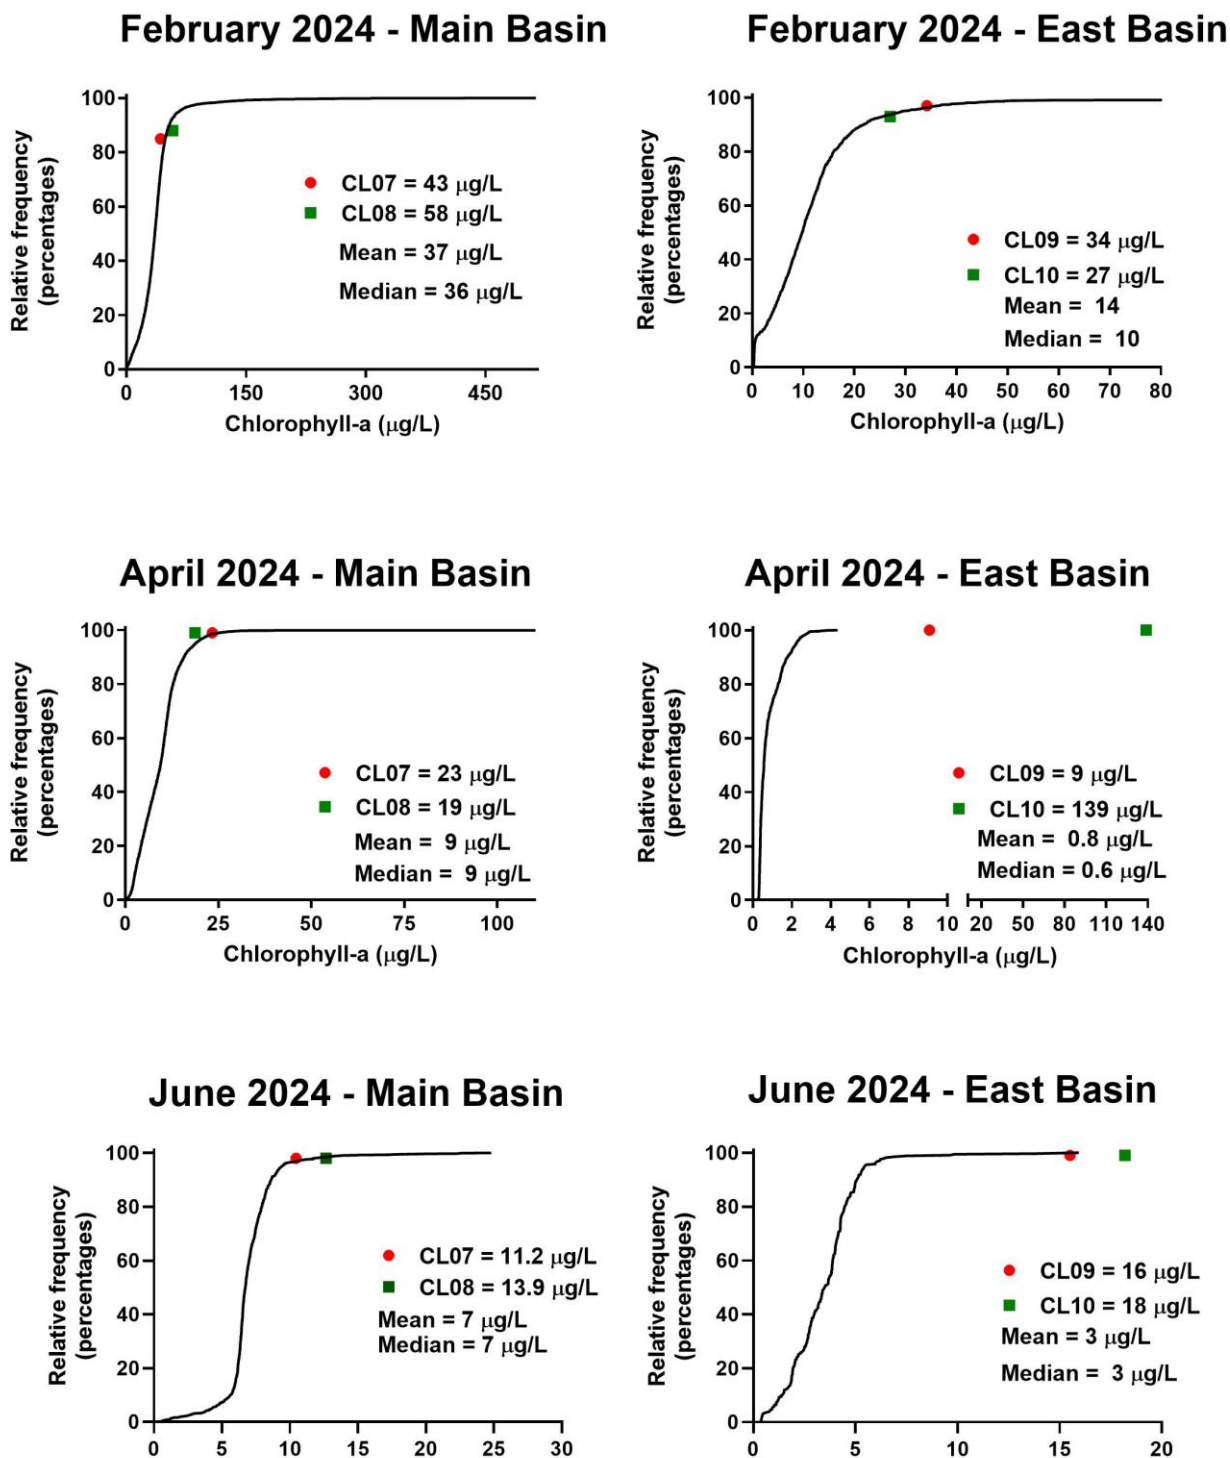 February 2024 - Main Basin
Relative frequency
(percentages)
100
80
60
40
20
0
CL07 = 43 µg/L
CL08 = 58 µg/L
Mean = 37 µg/L
Median = 36 µg/L
0 150 300 450
Chlorophyll-a (µg/L)
February 2024 - East Basin
Relative frequency
(percentages)
100
80
60
40
20
0
CL09 = 34 µg/L
CL10 = 27 µg/L
Mean = 14
Median = 10
0 10 20 30 40 50 60 70 80
Chlorophyll-a (µg/L)
April 2024 - Main Basin
Relative frequency
(percentages)
100
80
60
40
20
0
CL07 = 23 µg/L
CL08 = 19 µg/L
Mean = 9 µg/L
Median = 9 µg/L
0 25 50 75 100
Chlorophyll-a (µg/L)
April 2024 - East Basin
Relative frequency
(percentages)
100
80
60
40
20
0
CL09 = 9 µg/L
CL10 = 139 µg/L
Mean = 0.8 µg/L
Median = 0.6 µg/L
0 2 4 6 8 10 20 50 80 110 140
Chlorophyll-a (µg/L)
June 2024 - Main Basin
Relative frequency
(percentages)
100
80
60
40
20
0
CL07 = 11.2 µg/L
CL08 = 13.9 µg/L
Mean = 7 µg/L
Median = 7 µg/L
0 5 10 15 20 25 30
June 2024 - East Basin
Relative frequency
(percentages)
100
80
60
40
20
0
CL09 = 16 µg/L
CL10 = 18 µg/L
Mean = 3 µg/L
Median = 3 µg/L
0 5 10 15 20